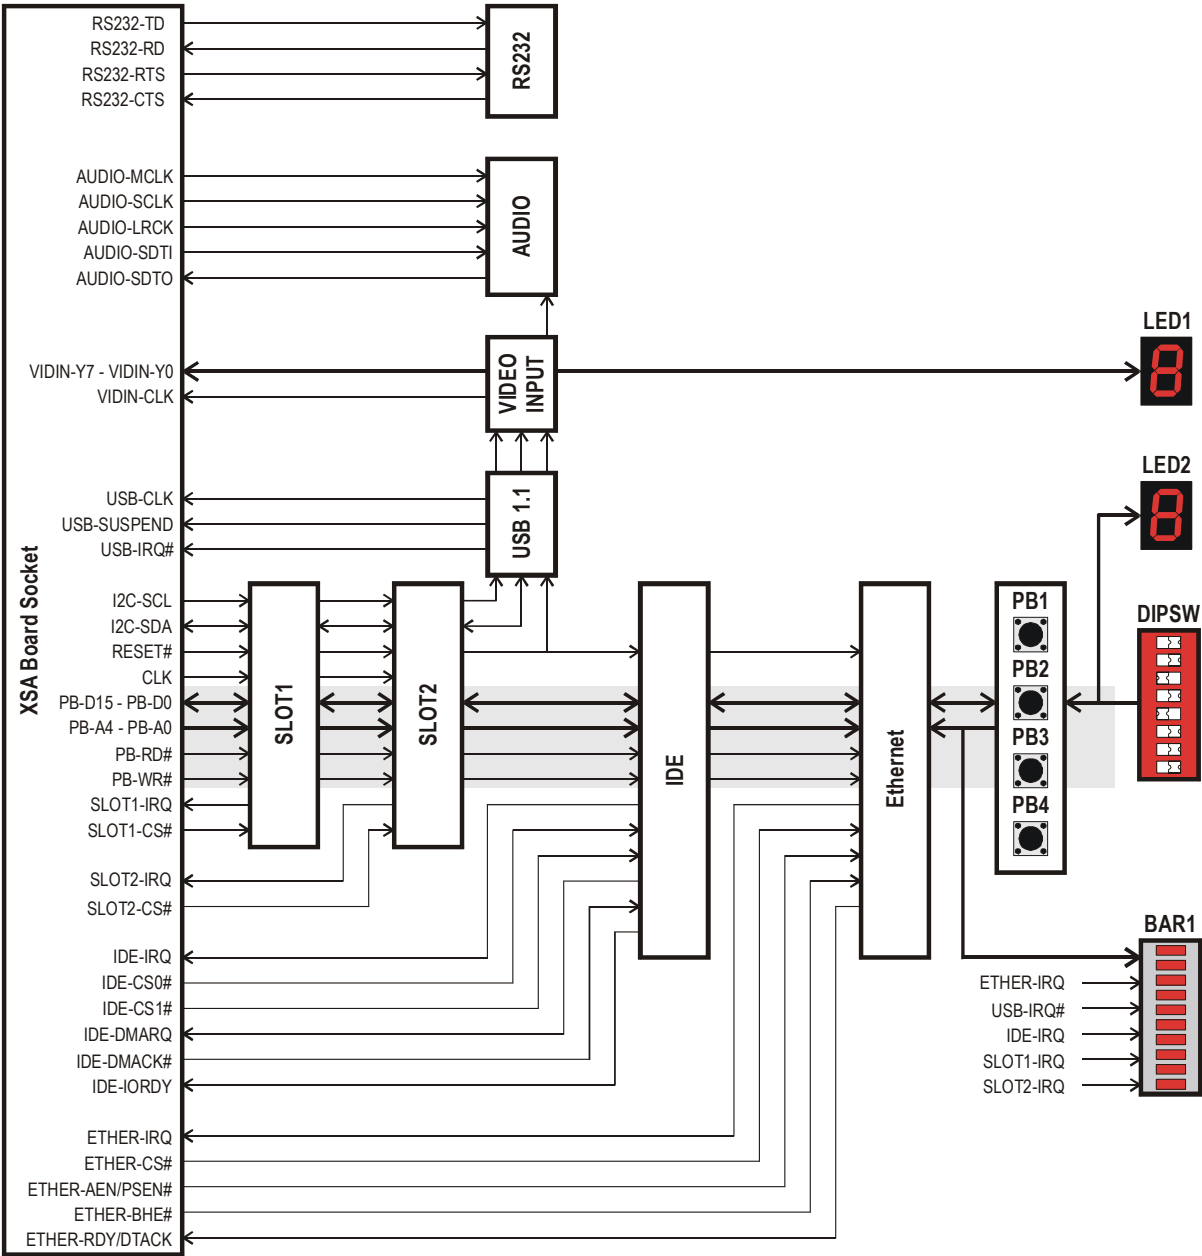 RS232-TD
RS232-RD
RS232-RTS
RS232-CTS
RS232
AUDIO-MCLK
AUDIO-SCLK
AUDIO-LRCK
AUDIO-SDTI
AUDIO-SDTO
AUDIO
VIDIN-Y7 - VIDIN-Y0
VIDIN-CLK
VIDEO
INPUT
LED1
LED2
USB-CLK
USB-SUSPEND
USB-IRQ#
USB 1.1
XSA Board Socket
I2C-SCL
I2C-SDA
RESET#
CLK
PB-D15 - PB-D0
PB-A4 - PB-A0
PB-RD#
PB-WR#
SLOT1-IRQ
SLOT1-CS#
SLOT2-IRQ
SLOT2-CS#
SLOT1
SLOT2
IDE
Ethernet
PB1
PB2
PB3
PB4
DIPSW
IDE-IRQ
IDE-CS0#
IDE-CS1#
IDE-DMARQ
IDE-DMACK#
IDE-IORDY
BAR1
ETHER-IRQ
USB-IRQ#
IDE-IRQ
SLOT1-IRQ
SLOT2-IRQ
ETHER-IRQ
ETHER-CS#
ETHER-AEN/PSEN#
ETHER-BHE#
ETHER-RDY/DTACK